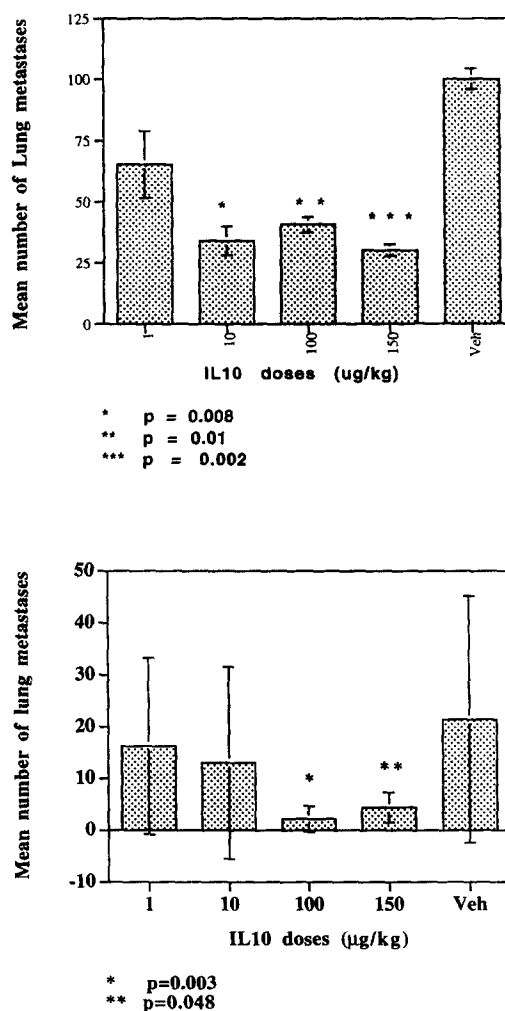 Mean number of Lung metastases
125
100
75
50
25
0
*
* *
* * *
1
10
100
150
Veh
IL10 doses (ug/kg)
* p = 0.008
** p = 0.01
*** p = 0.002
Mean number of lung metastases
50
40
30
20
10
0
-10
*
**
1 10 100 150 Veh
IL10 doses (µg/kg)
* p=0.003
** p=0.048